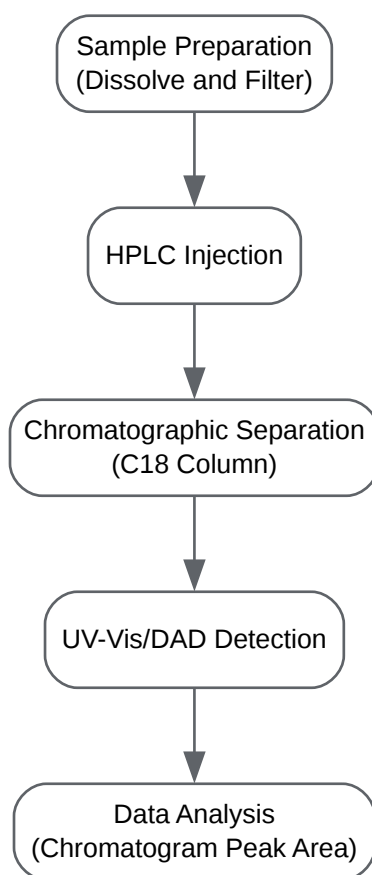 Sample Preparation
(Dissolve and Filter)
HPLC Injection
Chromatographic Separation
(C18 Column)
UV-Vis/DAD Detection
Data Analysis
(Chromatogram Peak Area)